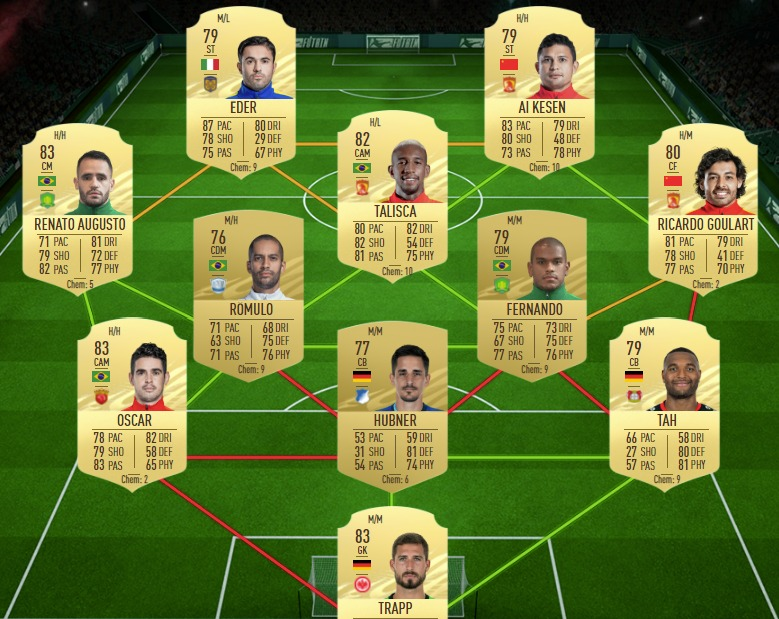 M/L
79
ST
EDER
87 PAC 80 DRI
78 SHO 29 DEF
75 PAS 67 PHY
Chem: 9
H/H
79
ST
AI KESEN
83 PAC 79 DRI
80 SHO 48 DEF
73 PAS 78 PHY
Chem: 10
H/H
83
CM
RENATO AUGUSTO
71 PAC 81 DRI
79 SHO 72 DEF
82 PAS 77 PHY
Chem: 5
H/L
82
CAM
TALISCA
80 PAC 82 DRI
82 SHO 54 DEF
81 PAS 75 PHY
Chem: 10
H/M
80
CF
RICARDO GOULART
81 PAC 79 DRI
78 SHO 41 DEF
77 PAS 70 PHY
Chem: 2
M/H
76
CDM
ROMULO
71 PAC 68 DRI
63 SHO 75 DEF
71 PAS 76 PHY
Chem: 9
M/M
79
CDM
FERNANDO
75 PAC 73 DRI
67 SHO 75 DEF
77 PAS 76 PHY
Chem: 9
H/H
83
CAM
OSCAR
78 PAC 82 DRI
79 SHO 58 DEF
83 PAS 65 PHY
Chem: 2
M/M
77
CB
HUBNER
53 PAC 59 DRI
31 SHO 81 DEF
54 PAS 74 PHY
Chem: 6
M/M
79
CB
TAH
66 PAC 58 DRI
27 SHO 80 DEF
57 PAS 81 PHY
Chem: 9
M/M
83
GK
TRAPP